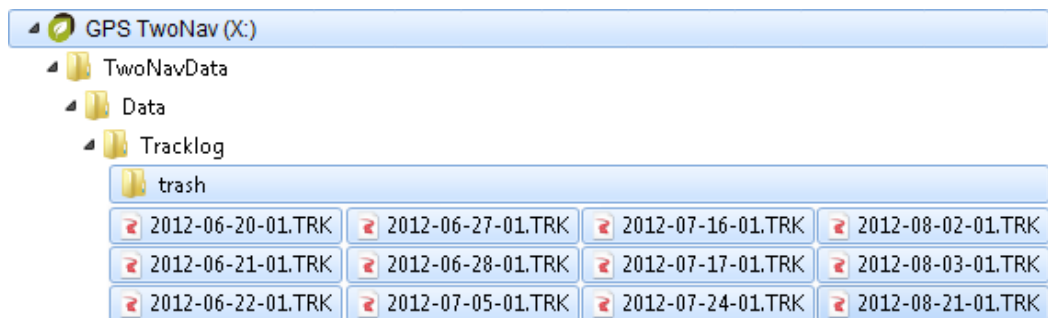 GPS TwoNav (X:)
TwoNavData
Data
Tracklog
trash
2012-06-20-01.TRK 2012-06-27-01.TRK 2012-07-16-01.TRK 2012-08-02-01.TRK
2012-06-21-01.TRK 2012-06-28-01.TRK 2012-07-17-01.TRK 2012-08-03-01.TRK
2012-06-22-01.TRK 2012-07-05-01.TRK 2012-07-24-01.TRK 2012-08-21-01.TRK